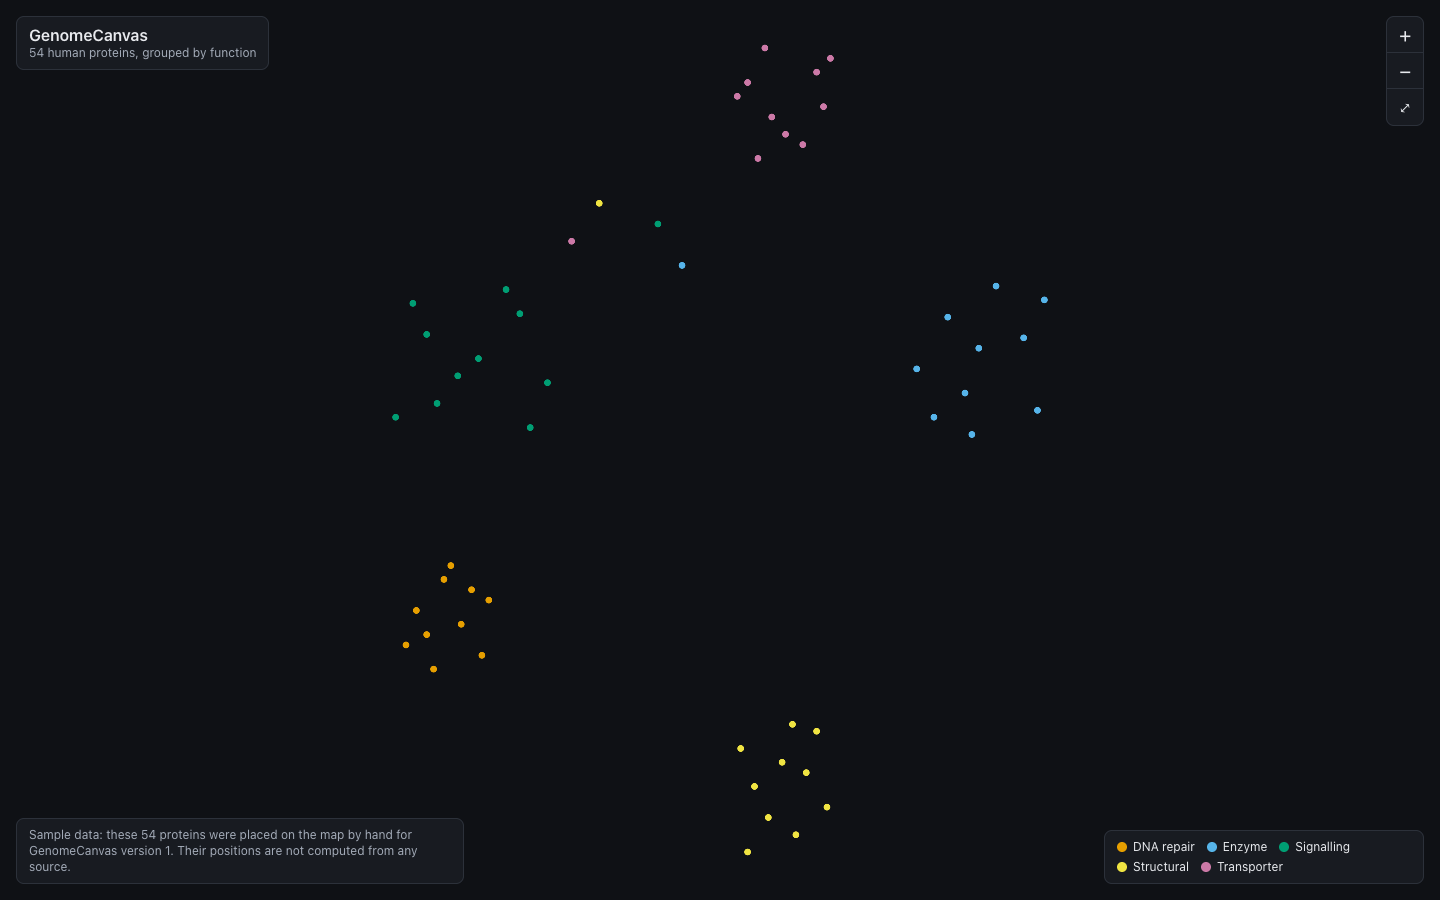 GenomeCanvas
54 human proteins, grouped by function
+
−
⤢
Sample data: these 54 proteins were placed on the map by hand for
GenomeCanvas version 1. Their positions are not computed from any
source.
DNA repair Enzyme Signalling
Structural Transporter